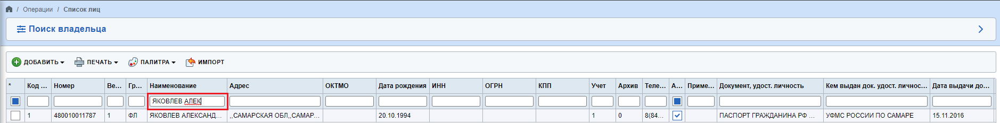 / Операции / Список лиц
Поиск владельца
ДОБАВИТЬ ПЕЧАТЬ ПАЛИТРА ИМПОРТ
* Код ... Номер Ве... Гр... Наименование Адрес ОКТМО Дата рождения ИНН ОГРН КПП Учет Архив Теле... А... Приме... Документ, удост. личность Кем выдан док. удост. личнос... Дата выдачи до...
ЯКОВЛЕВ АЛЕК
1 480010011787 1 ФЛ ЯКОВЛЕВ АЛЕКСАНД... ,,САМАРСКАЯ ОБЛ,,САМАР... 20.10.1994 1 0 8(84... ПАСПОРТ ГРАЖДАНИНА РФ ... УФМС РОССИИ ПО САМАРЕ 15.11.2016